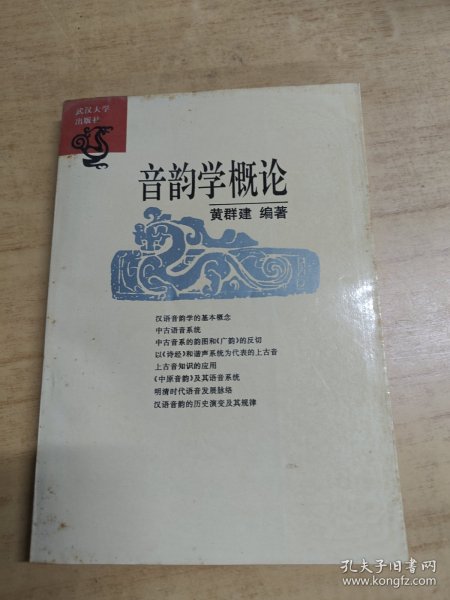 武汉大学
出版社
音韵学概论
黄群建 编著
汉语音韵学的基本概念
中古语音系统
中古音系的韵图和《广韵》的反切
以《诗经》和谐声系统为代表的上古音
上古音知识的应用
《中原音韵》及其语音系统
明清时代语音发展脉络
汉语音韵的历史演变及其规律
孔夫子旧书网
www.kongfz.com